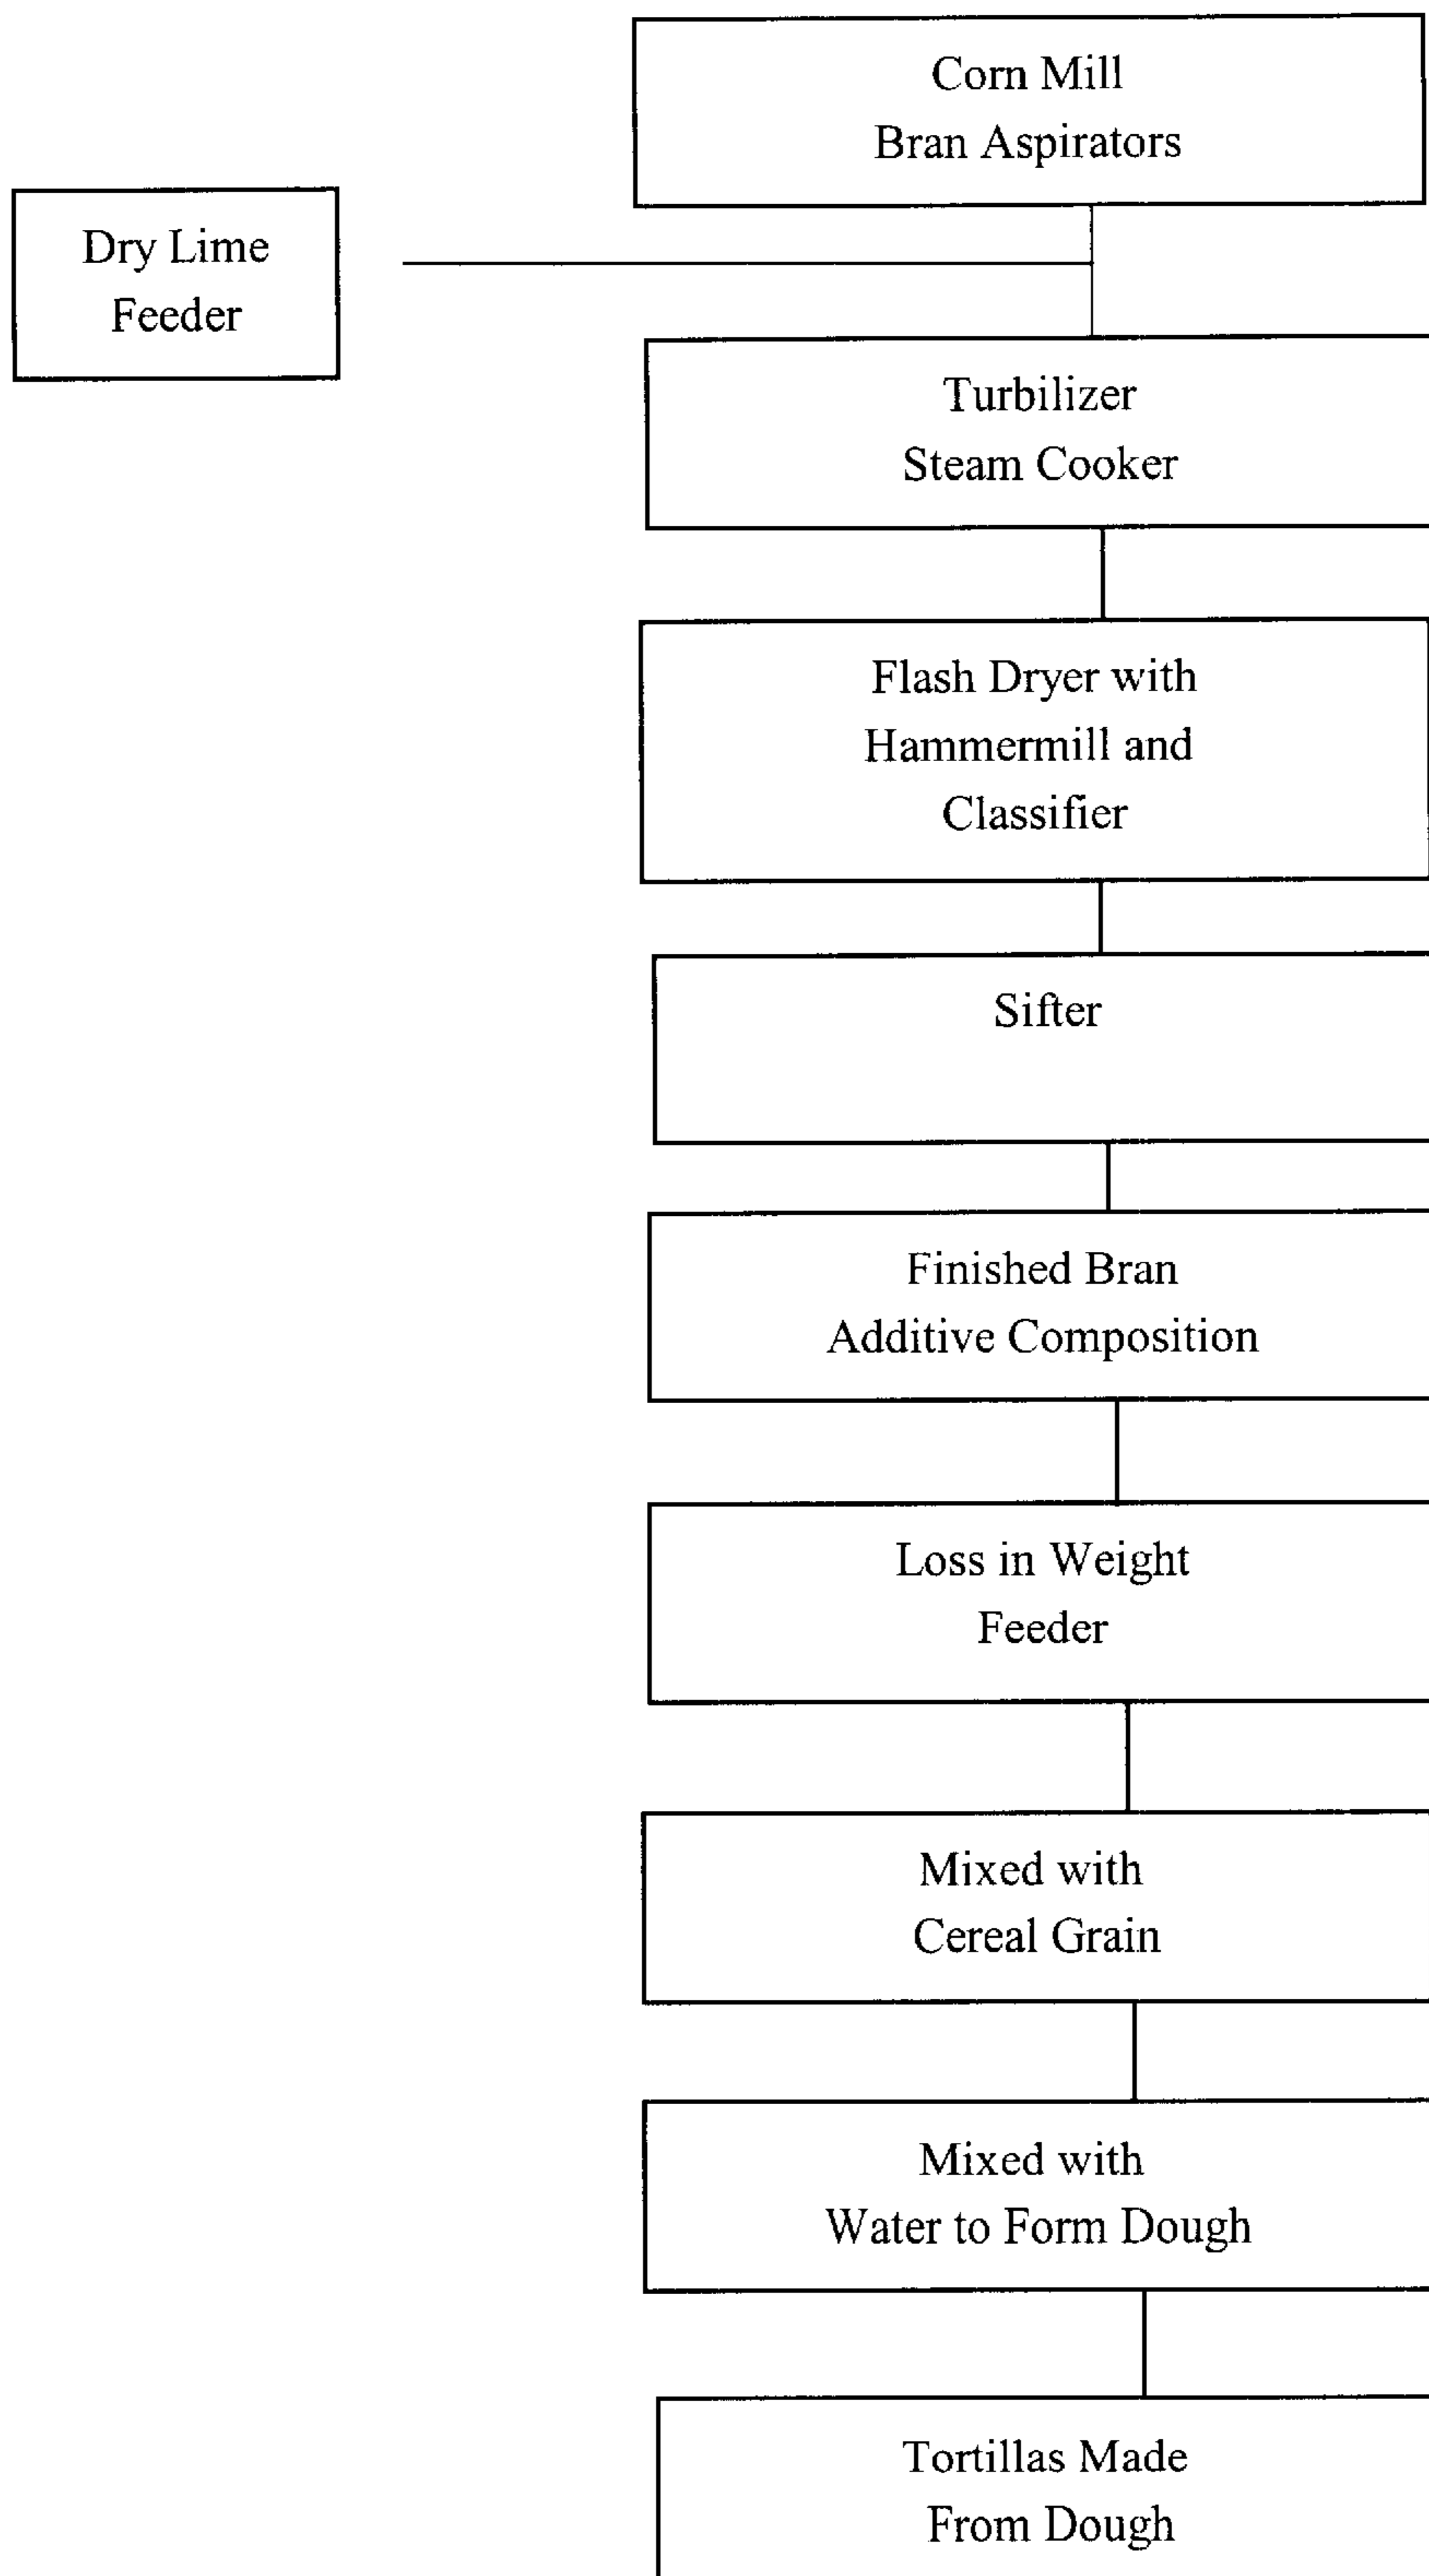 Corn Mill
Bran Aspirators
Dry Lime
Feeder
Turbilizer
Steam Cooker
Flash Dryer with
Hammermill and
Classifier
Sifter
Finished Bran
Additive Composition
Loss in Weight
Feeder
Mixed with
Cereal Grain
Mixed with
Water to Form Dough
Tortillas Made
From Dough